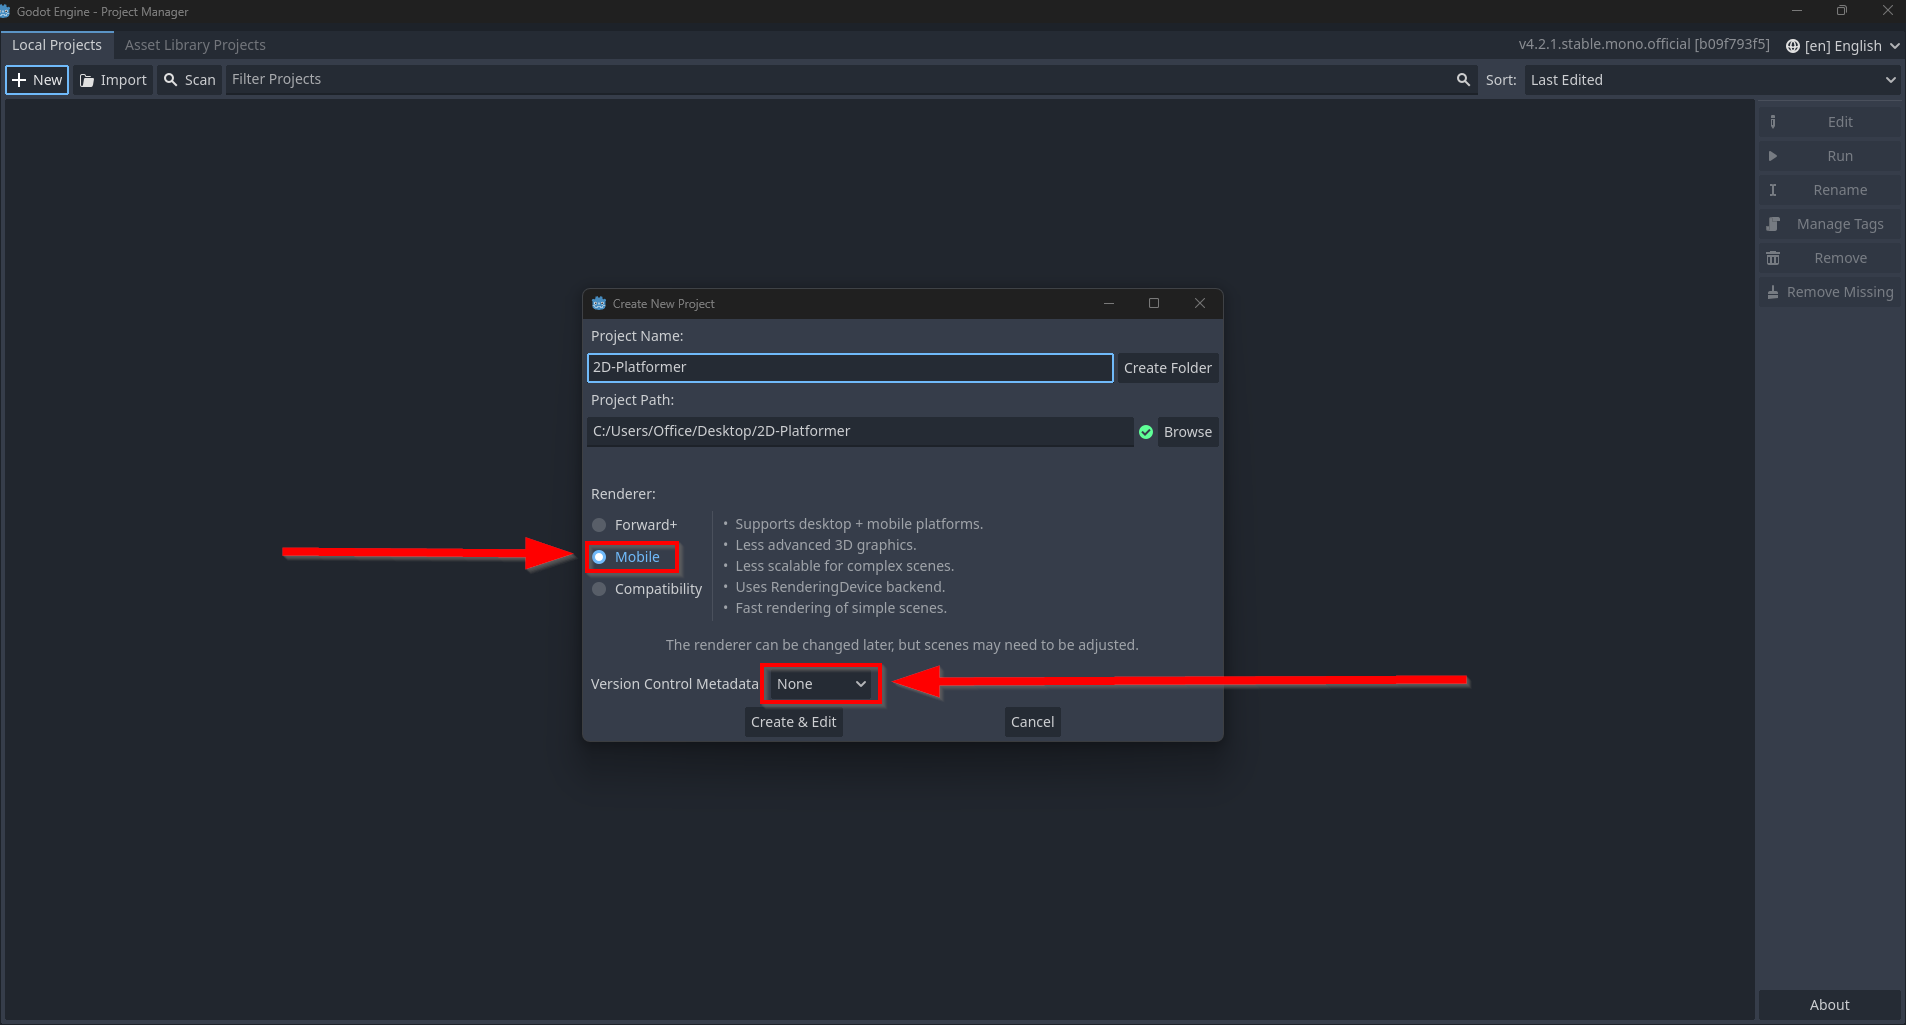 Godot Engine - Project Manager
Local Projects Asset Library Projects v4.2.1.stable.mono.official [b09f793f5] [en] English
New Import Scan Filter Projects Sort: Last Edited
Edit
Run
Rename
Manage Tags
Remove
Remove Missing
Create New Project
Project Name:
2D-Platformer Create Folder
Project Path:
C:/Users/Office/Desktop/2D-Platformer Browse
Renderer:
Forward+
Mobile
Compatibility
• Supports desktop + mobile platforms.
• Less advanced 3D graphics.
• Less scalable for complex scenes.
• Uses RenderingDevice backend.
• Fast rendering of simple scenes.
The renderer can be changed later, but scenes may need to be adjusted.
Version Control Metadata None
Create & Edit Cancel
About